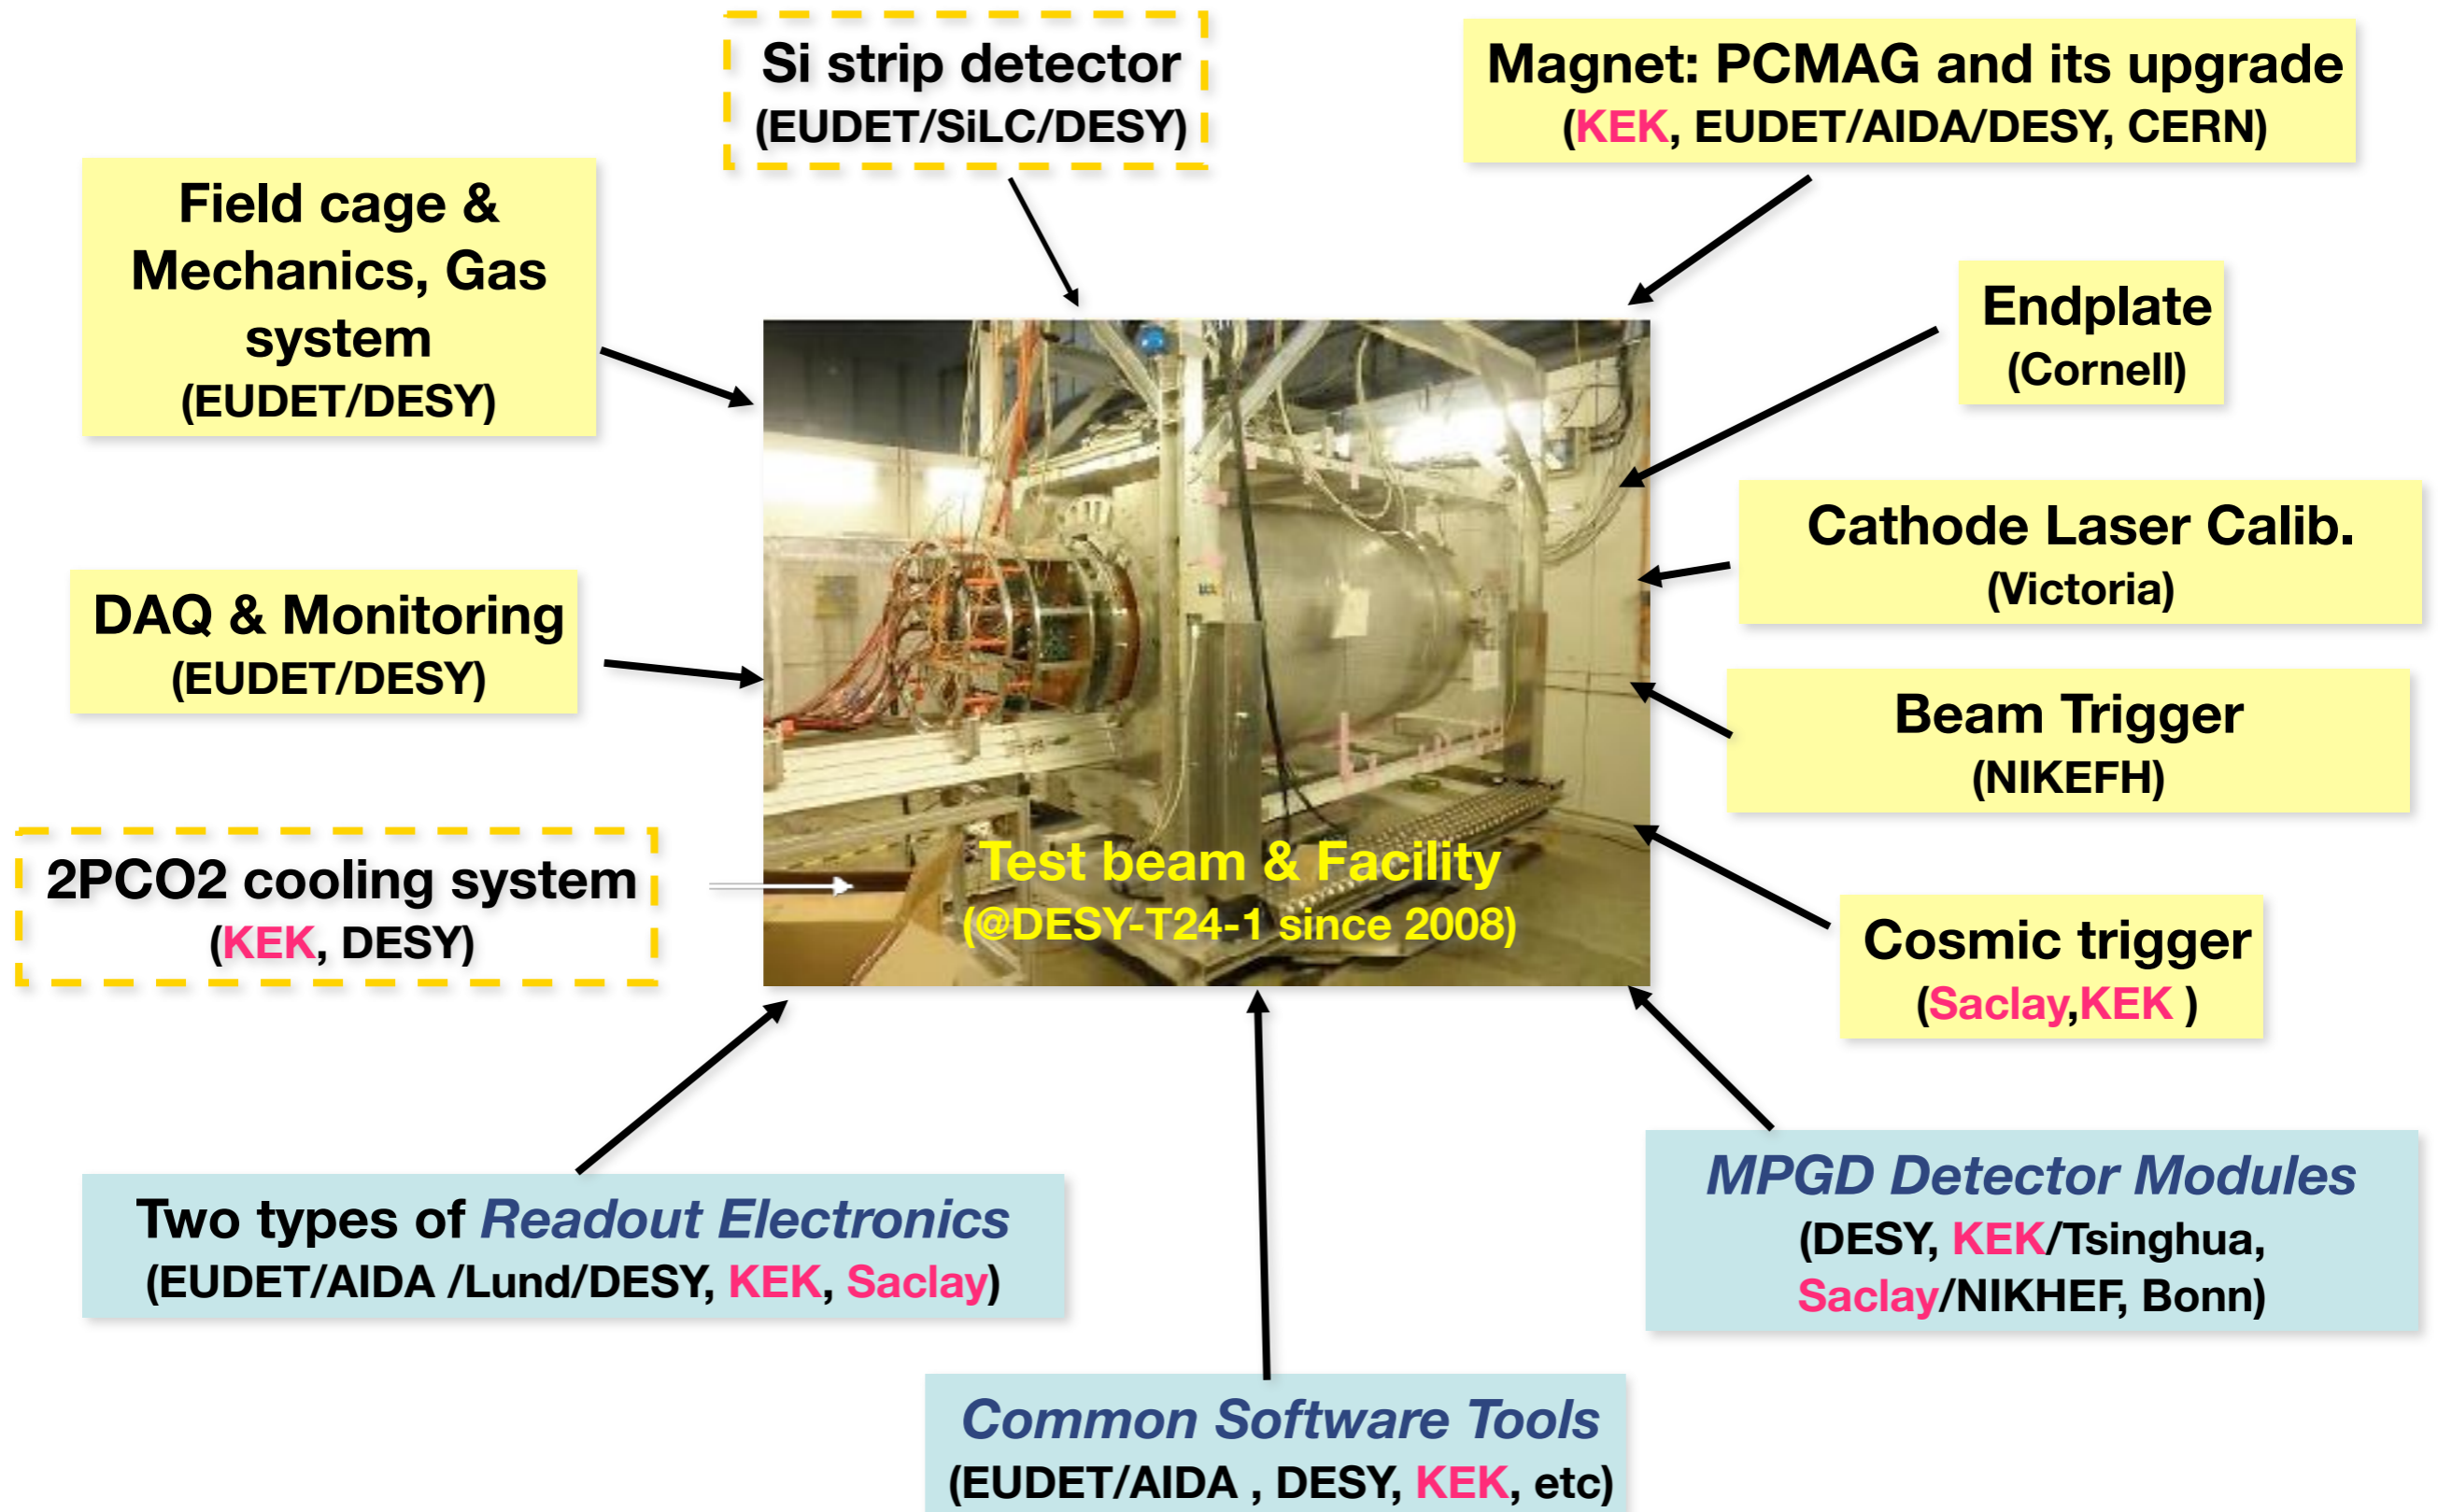 Si strip detector
(EUDET/SiLC/DESY)
Magnet: PCMAG and its upgrade
(KEK, EUDET/AIDA/DESY, CERN)
Field cage &
Mechanics, Gas
system
(EUDET/DESY)
Endplate
(Cornell)
Cathode Laser Calib.
(Victoria)
DAQ & Monitoring
(EUDET/DESY)
Beam Trigger
(NIKEFH)
2PCO2 cooling system
(KEK, DESY)
Test beam & Facility
(@DESY-T24-1 since 2008)
Cosmic trigger
(Saclay,KEK )
Two types of Readout Electronics
(EUDET/AIDA /Lund/DESY, KEK, Saclay)
MPGD Detector Modules
(DESY, KEK/Tsinghua,
Saclay/NIKHEF, Bonn)
Common Software Tools
(EUDET/AIDA , DESY, KEK, etc)